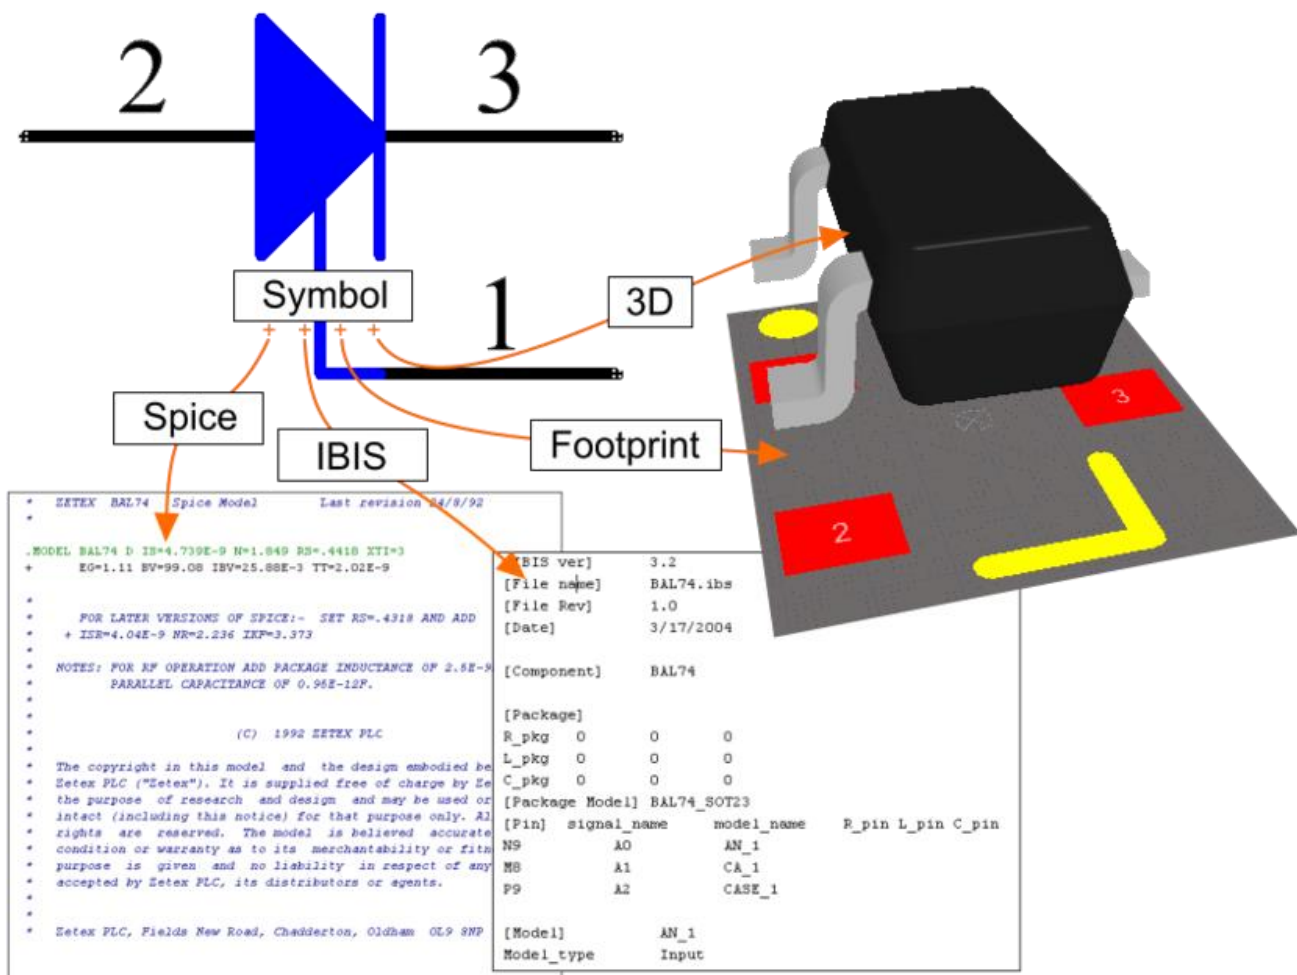 2
3
Symbol
1
3D
Spice
IBIS
Footprint
3
2
* ZETEX BAL74 Spice Model Last revision 24/8/92
*
.MODEL BAL74 D IS=4.739E-9 N=1.849 RS=.4418 XTI=3
+ EG=1.11 BV=99.08 IBV=25.88E-3 TT=2.02E-9
*
* FOR LATER VERSIONS OF SPICE:- SET RS=.4318 AND ADD
* + ISR=4.04E-9 NR=2.236 IKF=3.373
*
* NOTES: FOR RF OPERATION ADD PACKAGE INDUCTANCE OF 2.5E-9
* PARALLEL CAPACITANCE OF 0.95E-12F.
*
*
* (C) 1992 ZETEX PLC
*
* The copyright in this model and the design embodied be
* Zetex PLC ("Zetex"). It is supplied free of charge by Ze
* the purpose of research and design and may be used or
* intact (including this notice) for that purpose only. Al
* rights are reserved. The model is believed accurate
* condition or warranty as to its merchantability or fitn
* purpose is given and no liability in respect of any
* accepted by Zetex PLC, its distributors or agents.
*
*
* Zetex PLC, Fields New Road, Chadderton, Oldham OL9 8NP
IBIS ver] 3.2
[File name] BAL74.ibs
[File Rev] 1.0
[Date] 3/17/2004
[Component] BAL74
[Package]
R_pkg 0 0 0
L_pkg 0 0 0
C_pkg 0 0 0
[Package Model] BAL74_SOT23
[Pin] signal_name model_name R_pin L_pin C_pin
N9 A0 AN_1
M8 A1 CA_1
P9 A2 CASE_1
[Model] AN_1
Model_type Input